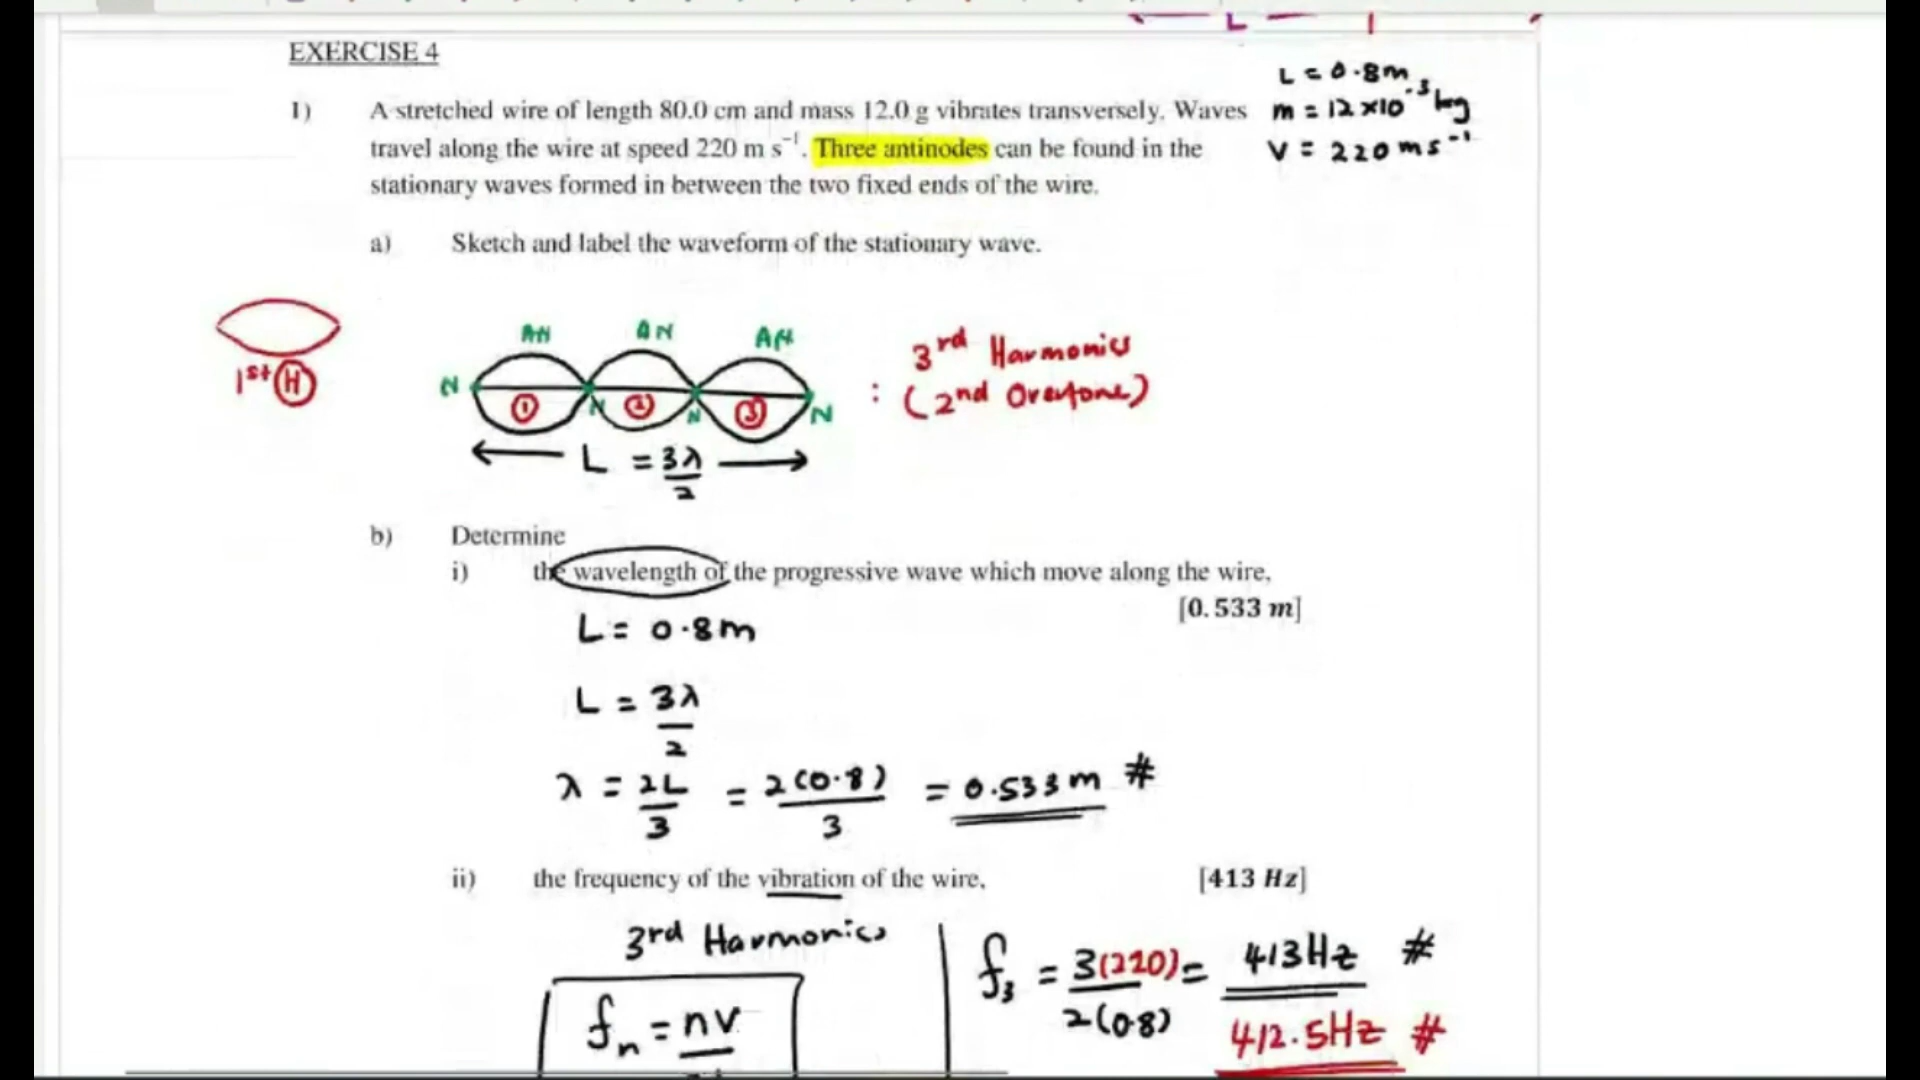 L
EXERCISE 4
L = 0.8m
1) A stretched wire of length 80.0 cm and mass 12.0 g vibrates transversely. Waves
m = 12 x10⁻³ kg
travel along the wire at speed 220 m s⁻¹. Three antinodes can be found in the
V = 220 ms⁻¹
stationary waves formed in between the two fixed ends of the wire.
a) Sketch and label the waveform of the stationary wave.
AN AN AN
N N N N
1 2 3
1st H
3rd Harmonics
: (2nd Overtone)
L = 3λ/2
b) Determine
i) the wavelength of the progressive wave which move along the wire,
[0.533 m]
L = 0.8m
L = 3λ/2
λ = 2L/3 = 2(0.8)/3 = 0.533m #
ii) the frequency of the vibration of the wire, [413 Hz]
3rd Harmonics
fₙ = nv
f₃ = 3(220)/2(0.8) = 413Hz #
412.5Hz #